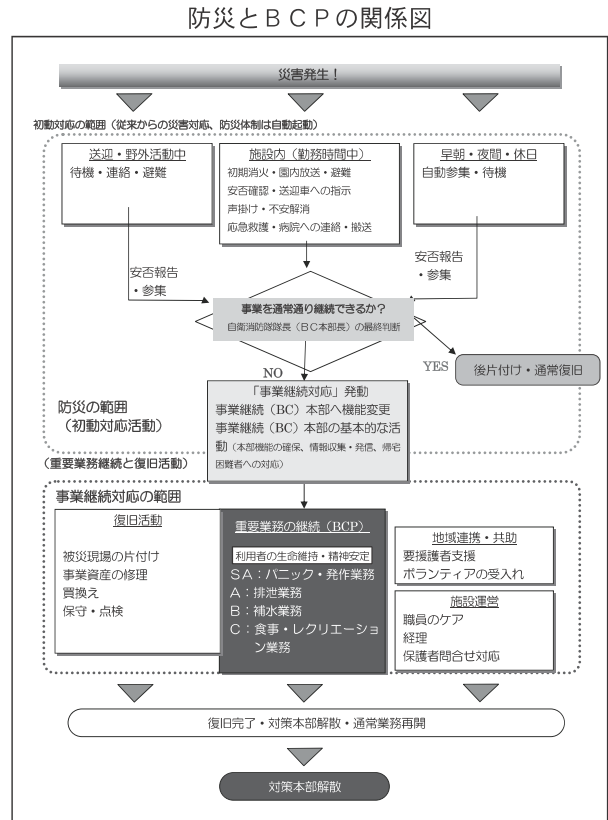 防災とＢＣＰの関係図
災害発生！
初動対応の範囲（従来からの災害対応、防災体制は自動起動）
送迎・野外活動中
待機・連絡・避難
施設内（勤務時間中）
初期消火・園内放送・避難
安否確認・送迎車への指示
声掛け・不安解消
応急救護・病院への連絡・搬送
早朝・夜間・休日
自動参集・待機
安否報告
・参集
安否報告
・参集
事業を通常通り継続できるか？
自衛消防隊隊長（ＢＣ本部長）の最終判断
YES
後片付け・通常復旧
NO
「事業継続対応」発動
事業継続（BC）本部へ機能変更
事業継続（BC）本部の基本的な活
動（本部機能の確保、情報収集・発信、帰宅
困難者への対応）
防災の範囲
（初動対応活動）
（重要業務継続と復旧活動）
事業継続対応の範囲
復旧活動
被災現場の片付け
事業資産の修理
買換え
保守・点検
重要業務の継続（BCP）
利用者の生命維持・精神安定
ＳＡ：パニック・発作業務
Ａ：排泄業務
Ｂ：補水業務
Ｃ：食事・レクリエーショ
ン業務
地域連携・共助
要援護者支援
ボランティアの受入れ
施設運営
職員のケア
経理
保護者問合せ対応
復旧完了・対策本部解散・通常業務再開
対策本部解散